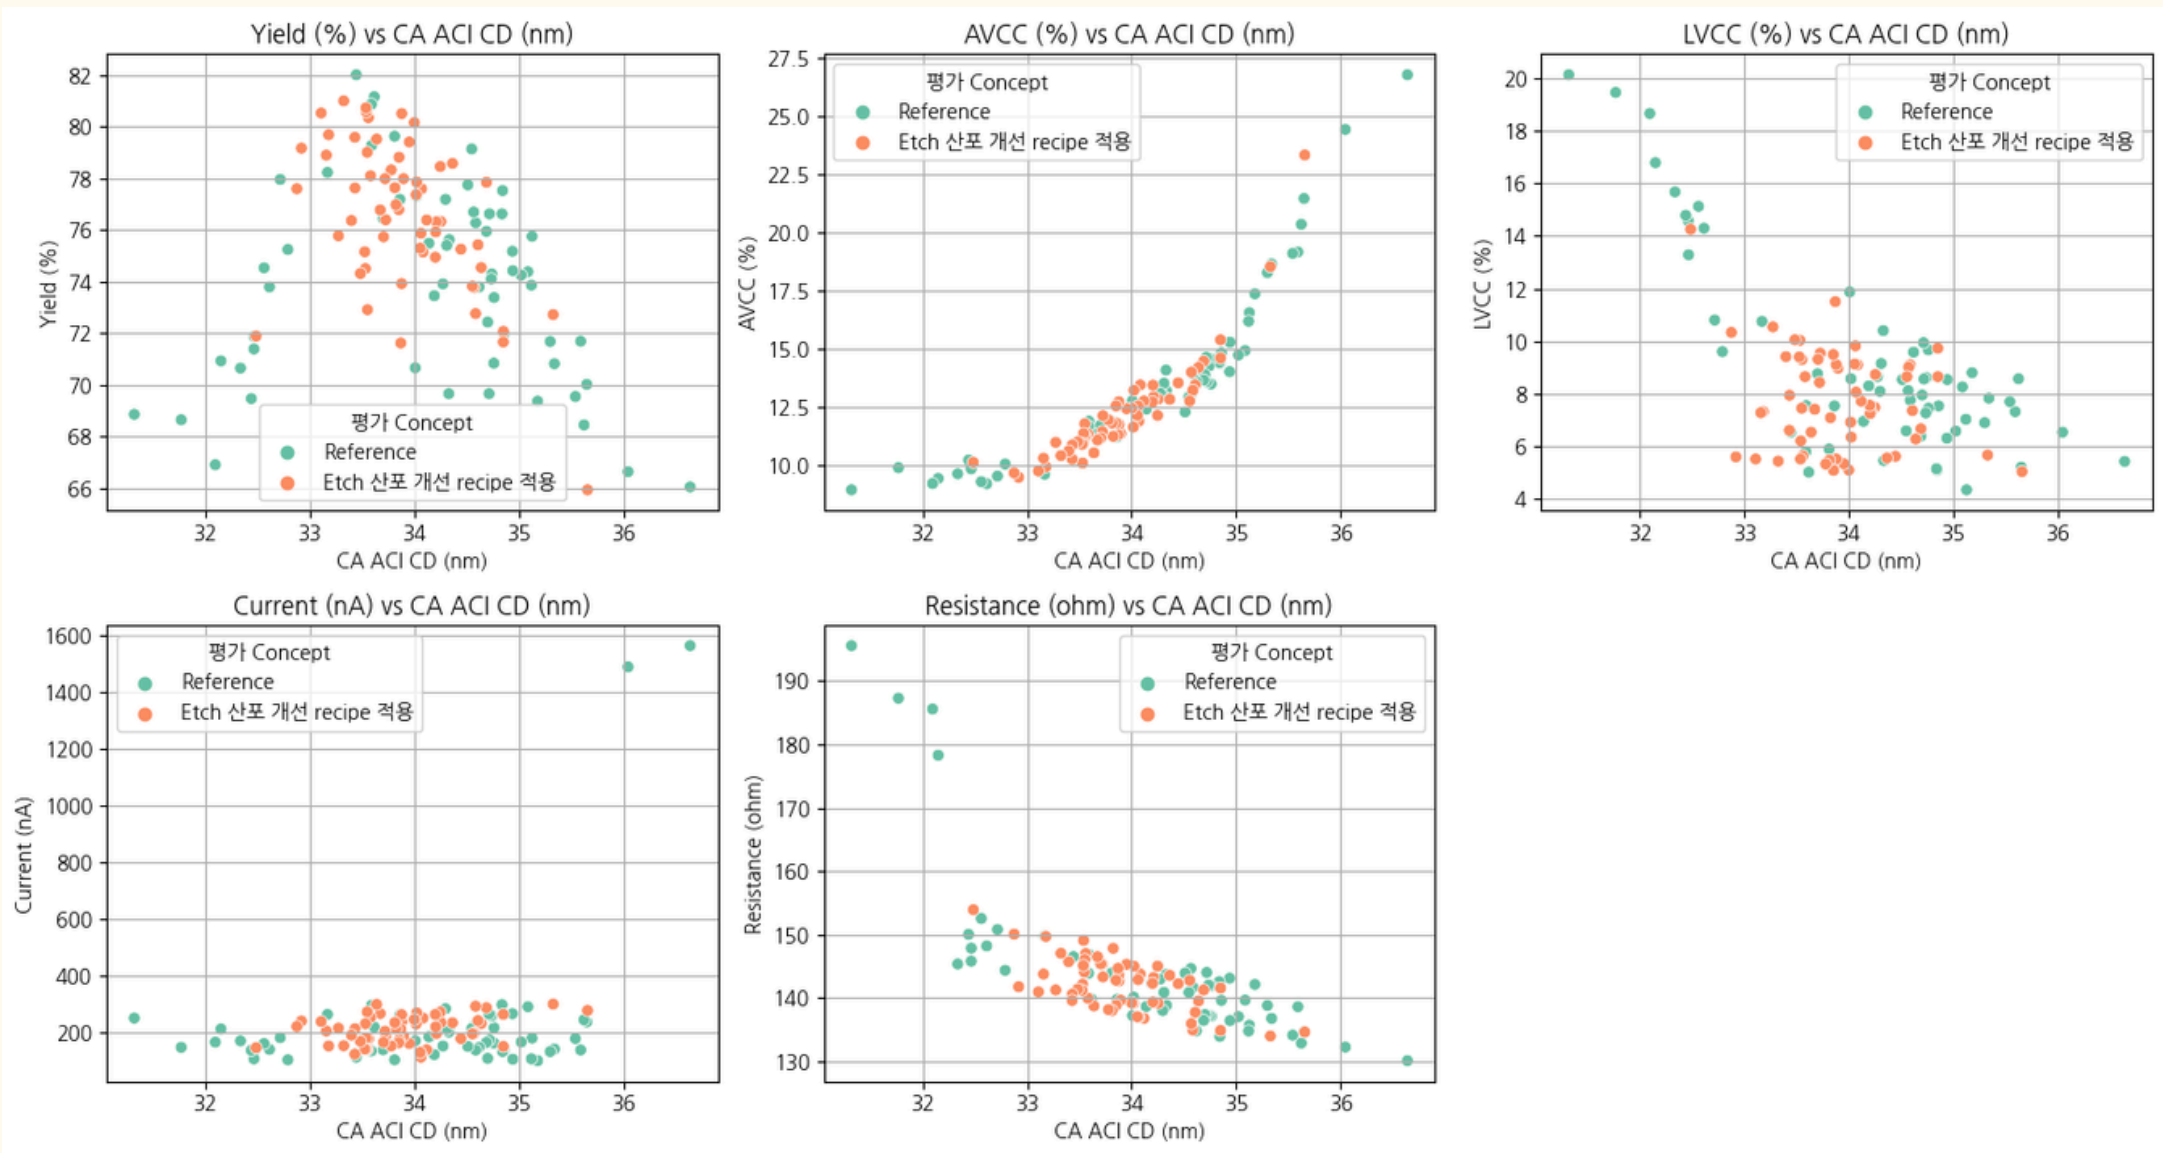 Yield (%) vs CA ACI CD (nm)
82
80
78
76
74
72
70
68
66
Yield (%)
평가 Concept
Reference
Etch 산포 개선 recipe 적용
32 33 34 35 36
CA ACI CD (nm)
AVCC (%) vs CA ACI CD (nm)
27.5
25.0
22.5
20.0
17.5
15.0
12.5
10.0
AVCC (%)
평가 Concept
Reference
Etch 산포 개선 recipe 적용
32 33 34 35 36
CA ACI CD (nm)
LVCC (%) vs CA ACI CD (nm)
20
18
16
14
12
10
8
6
4
LVCC (%)
평가 Concept
Reference
Etch 산포 개선 recipe 적용
32 33 34 35 36
CA ACI CD (nm)
Current (nA) vs CA ACI CD (nm)
1600
1400
1200
1000
800
600
400
200
Current (nA)
평가 Concept
Reference
Etch 산포 개선 recipe 적용
32 33 34 35 36
CA ACI CD (nm)
Resistance (ohm) vs CA ACI CD (nm)
190
180
170
160
150
140
130
Resistance (ohm)
평가 Concept
Reference
Etch 산포 개선 recipe 적용
32 33 34 35 36
CA ACI CD (nm)